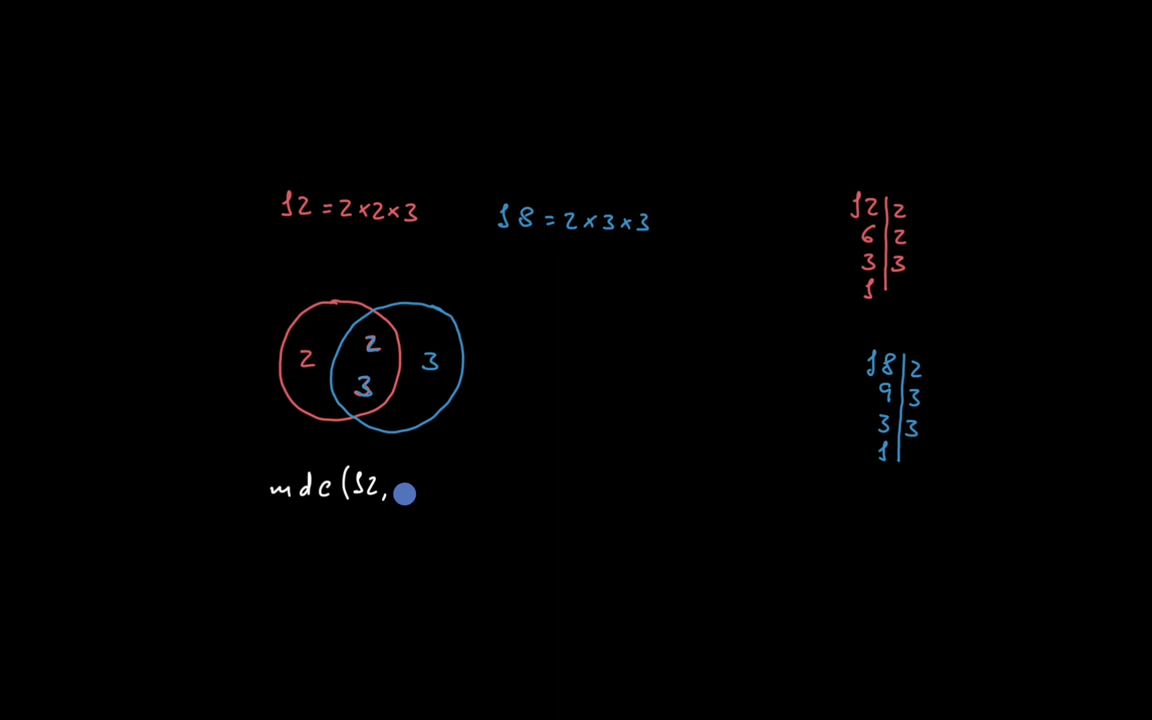 12 = 2 × 2 × 3
18 = 2 × 3 × 3
2
2
3
3
mdc (12,
12 | 2
6 | 2
3 | 3
1
18 | 2
9 | 3
3 | 3
1